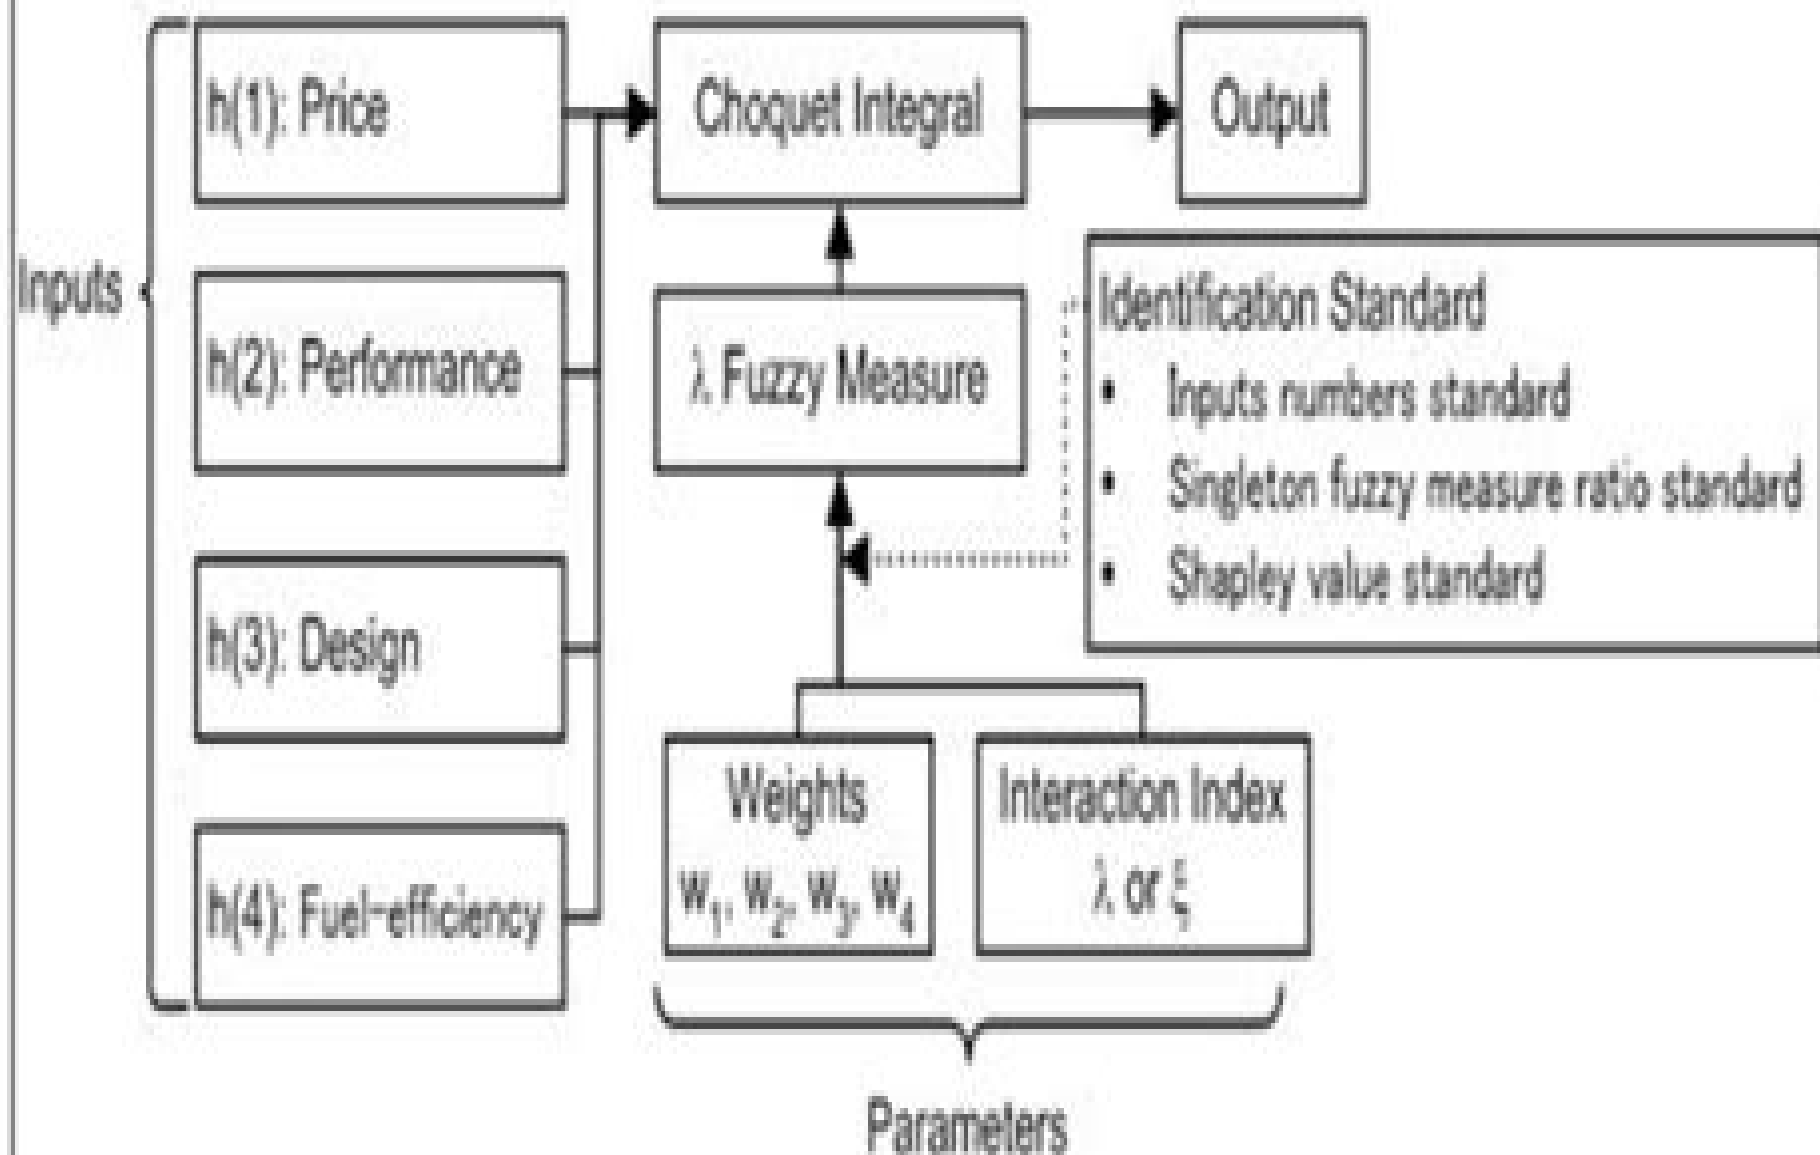 Inputs
h(1): Price
h(2): Performance
h(3): Design
h(4): Fuel-efficiency
Choquet Integral
Output
λ Fuzzy Measure
Identification Standard
• Inputs numbers standard
• Singleton fuzzy measure ratio standard
• Shapley value standard
Weights
w₁, w₂, w₃, w₄
Interaction Index
λ or ξ
Parameters